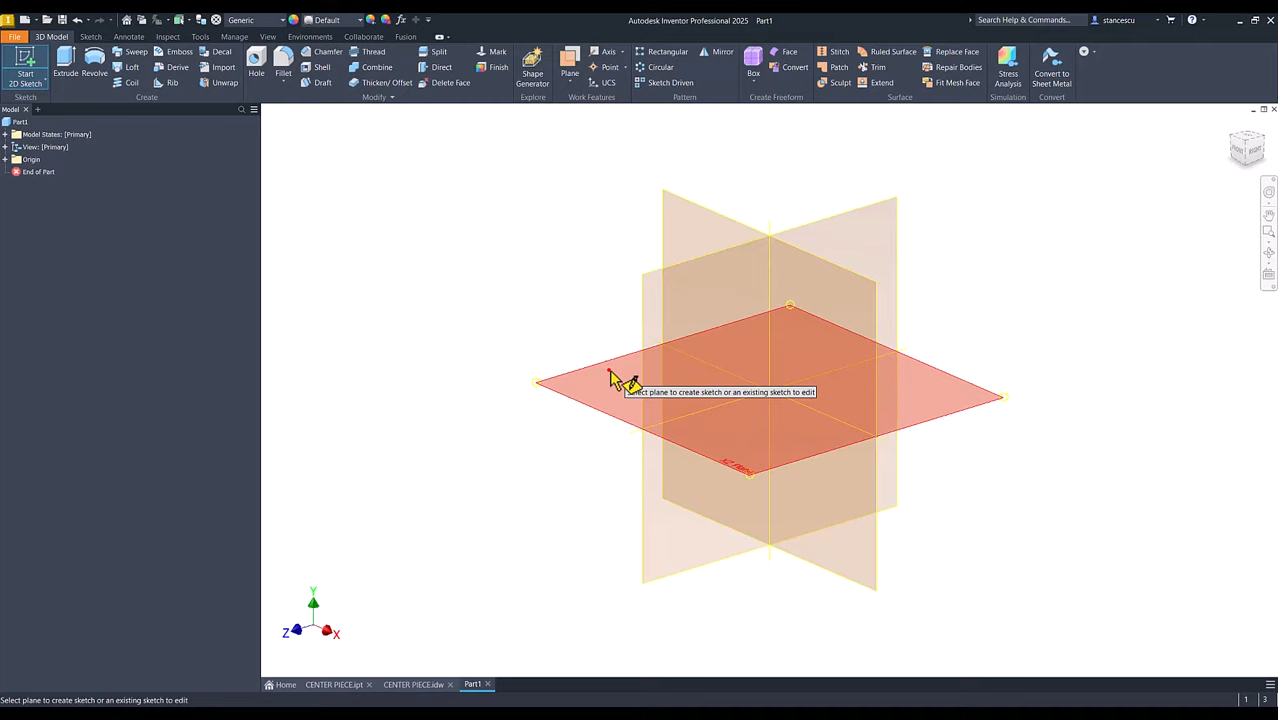 Generic
Default
Autodesk Inventor Professional 2025 Part1
Search Help & Commands...
stancescu
File 3D Model Sketch Annotate Inspect Tools Manage View Environments Collaborate Fusion
Start
2D Sketch
Extrude
Revolve
Sweep
Emboss
Decal
Loft
Derive
Import
Coil
Rib
Unwrap
Hole
Fillet
Chamfer
Thread
Shell
Combine
Draft
Thicken/ Offset
Split
Direct
Delete Face
Mark
Finish
Shape
Generator
Plane
Axis
Point
UCS
Rectangular
Mirror
Circular
Sketch Driven
Box
Face
Convert
Stitch
Ruled Surface
Replace Face
Patch
Trim
Repair Bodies
Sculpt
Extend
Fit Mesh Face
Stress
Analysis
Convert to
Sheet Metal
Sketch Create Modify Explore Work Features Pattern Create Freeform Surface Simulation Convert
Model
Part1
Model States: [Primary]
View: [Primary]
Origin
End of Part
FRONT RIGHT
Select plane to create sketch or an existing sketch to edit
XZ Plane
Y
Z
X
Home CENTER PIECE.ipt CENTER PIECE.idw Part1
Select plane to create sketch or an existing sketch to edit
1 3